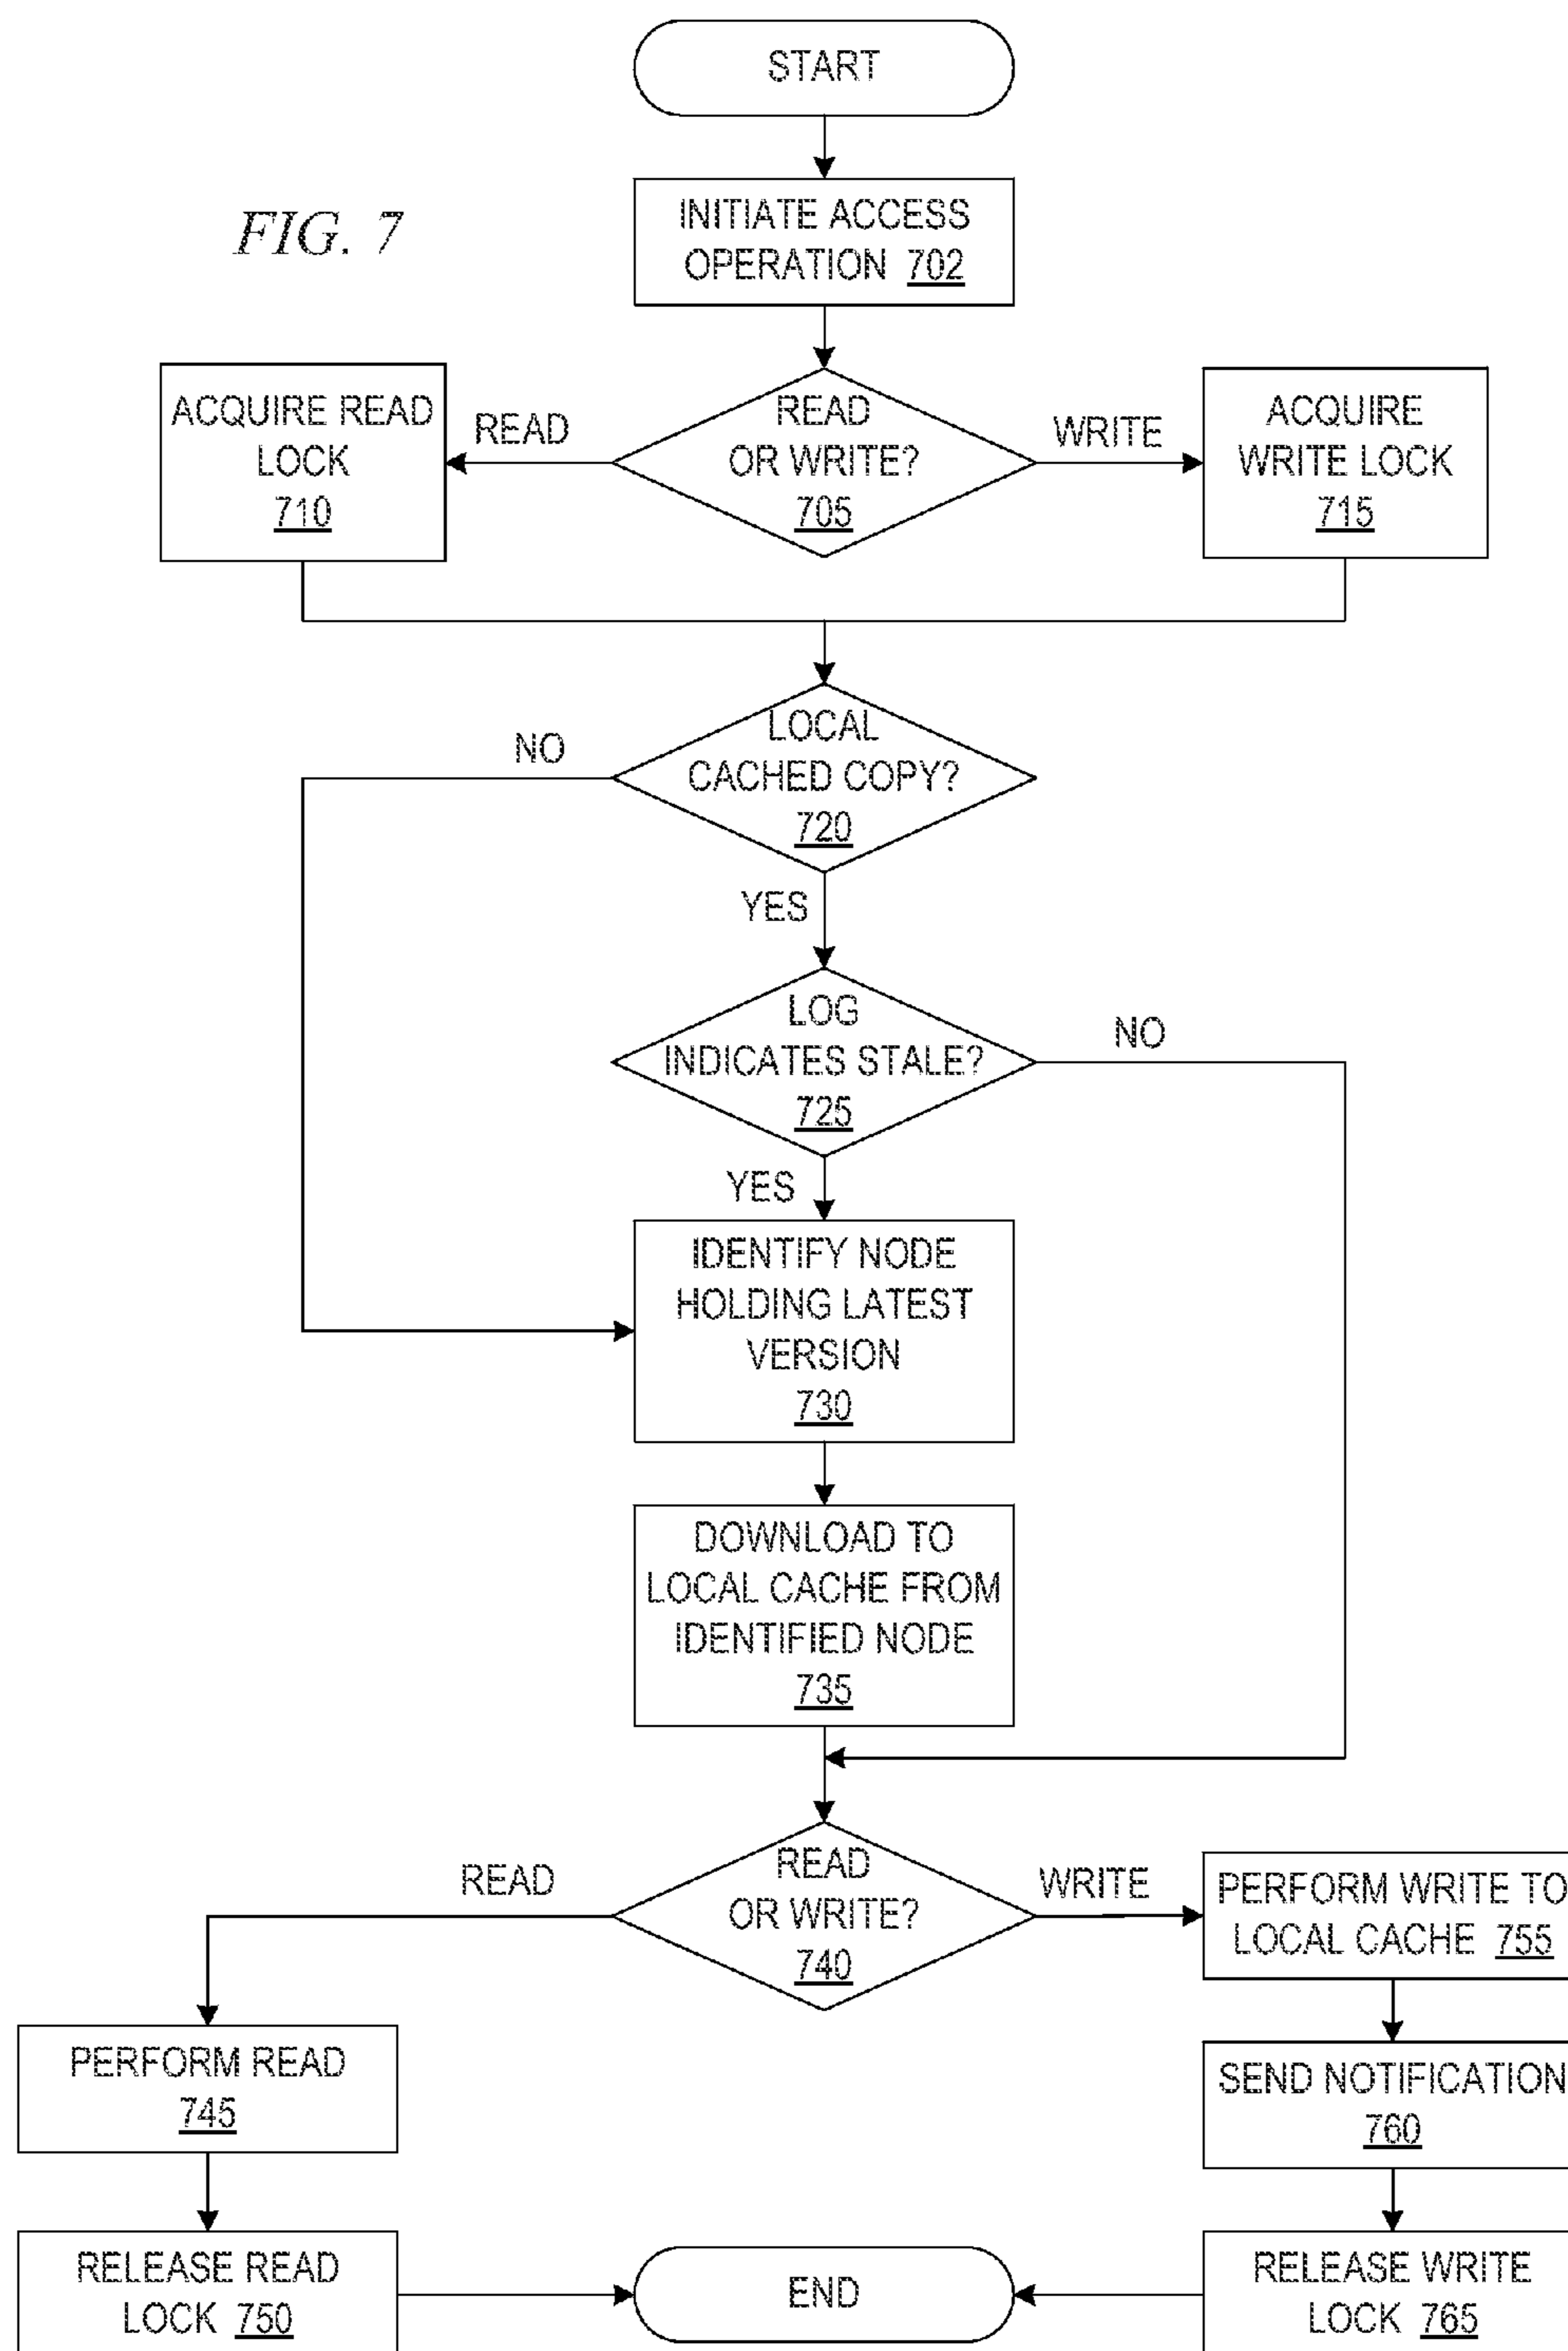 START
FIG. 7
INITIATE ACCESS
OPERATION 702
ACQUIRE READ
LOCK
710
READ
READ
OR WRITE?
705
WRITE
ACQUIRE
WRITE LOCK
715
NO
LOCAL
CACHED COPY?
720
YES
LOG
INDICATES STALE?
725
NO
YES
IDENTIFY NODE
HOLDING LATEST
VERSION
730
DOWNLOAD TO
LOCAL CACHE FROM
IDENTIFIED NODE
735
READ
READ
OR WRITE?
740
WRITE
PERFORM WRITE TO
LOCAL CACHE 755
PERFORM READ
745
SEND NOTIFICATION
760
RELEASE READ
LOCK 750
END
RELEASE WRITE
LOCK 765